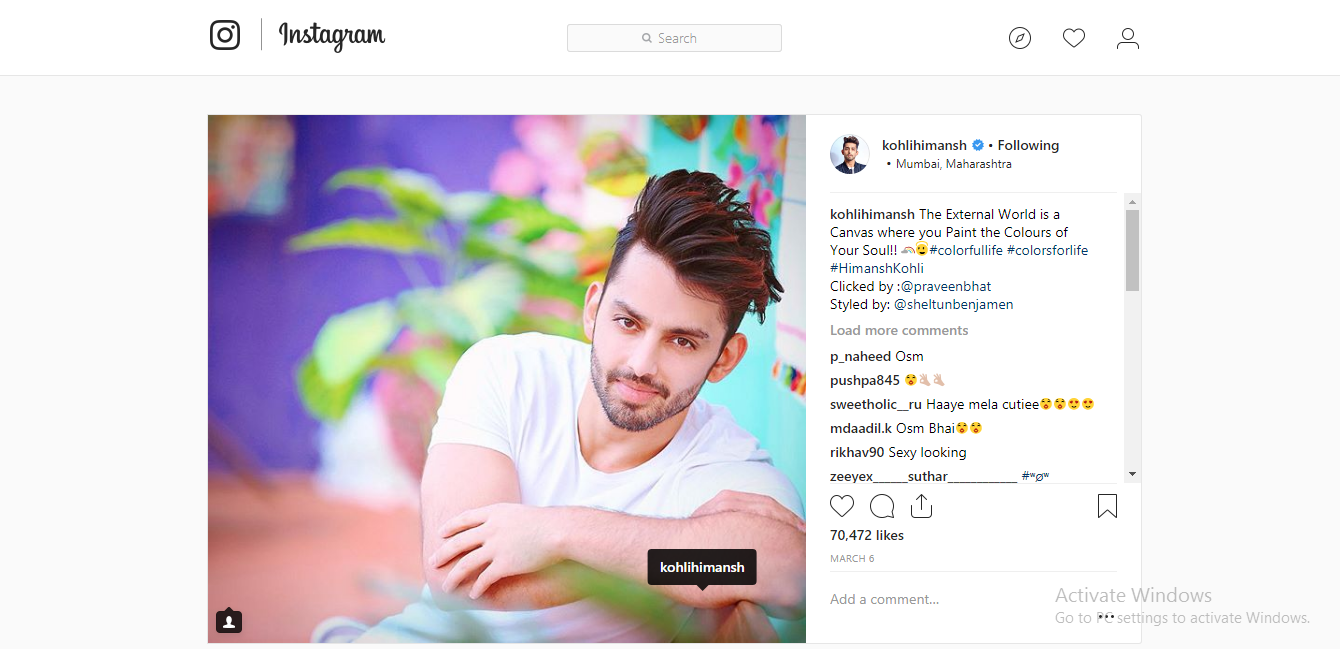 Instagram
Search
kohlihimansh • Following
• Mumbai, Maharashtra
kohlihimansh The External World is a
Canvas where you Paint the Colours of
Your Soul!! #colorfullife #colorsforlife
#HimanshKohli
Clicked by :@praveenbhat
Styled by: @sheltunbenjamen
Load more comments
p_naheed Osm
pushpa845 😲👌🏻👌🏻
sweetholic__ru Haaye mela cutiee😲😲😍😍
mdaadil.k Osm Bhai😲😲
rikhav90 Sexy looking
zeeyex______suthar____________ #ʷøʷ
70,472 likes
MARCH 6
Add a comment...
kohlihimansh
Activate Windows
Go to PC settings to activate Windows.